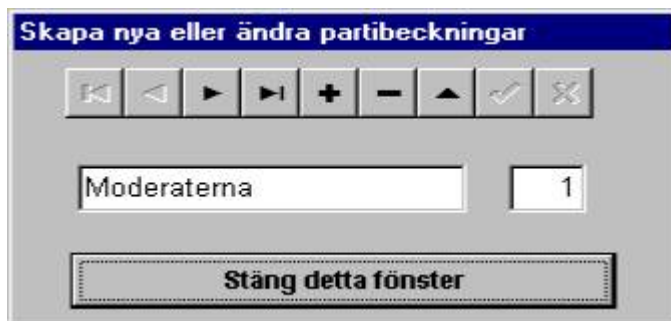 Skapa nya eller ändra partibeckningar
Moderaterna 1
Stäng detta fönster